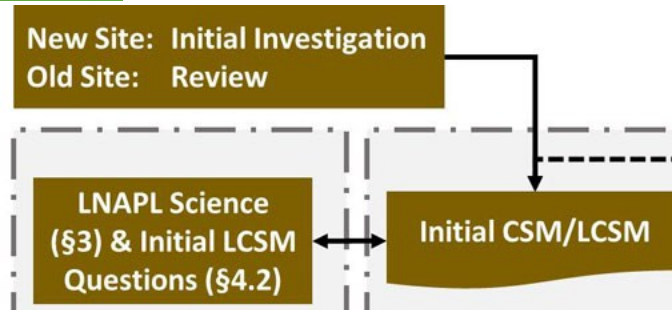 New Site: Initial Investigation
Old Site: Review
LNAPL Science
(§3) & Initial LCSM
Questions (§4.2)
Initial CSM/LCSM